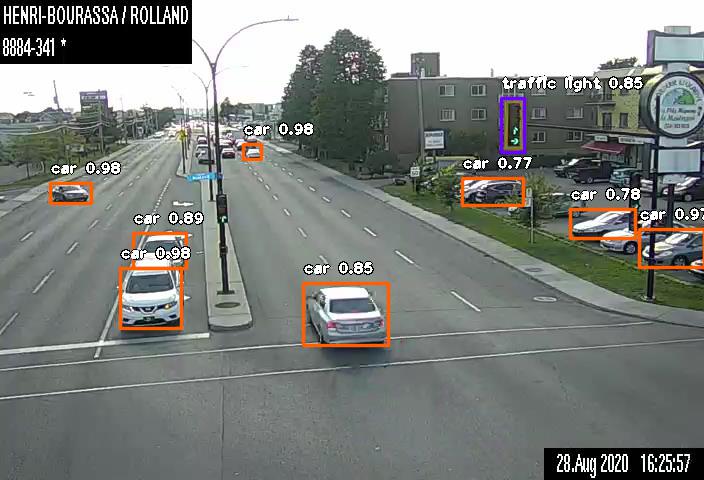 HENRI-BOURASSA / ROLLAND
8884-341 *
traffic light 0.85
car 0.98
car 0.77
car 0.98
car 0.78
car 0.97
car 0.89
car 0.98
car 0.85
28.Aug 2020 16:25:57